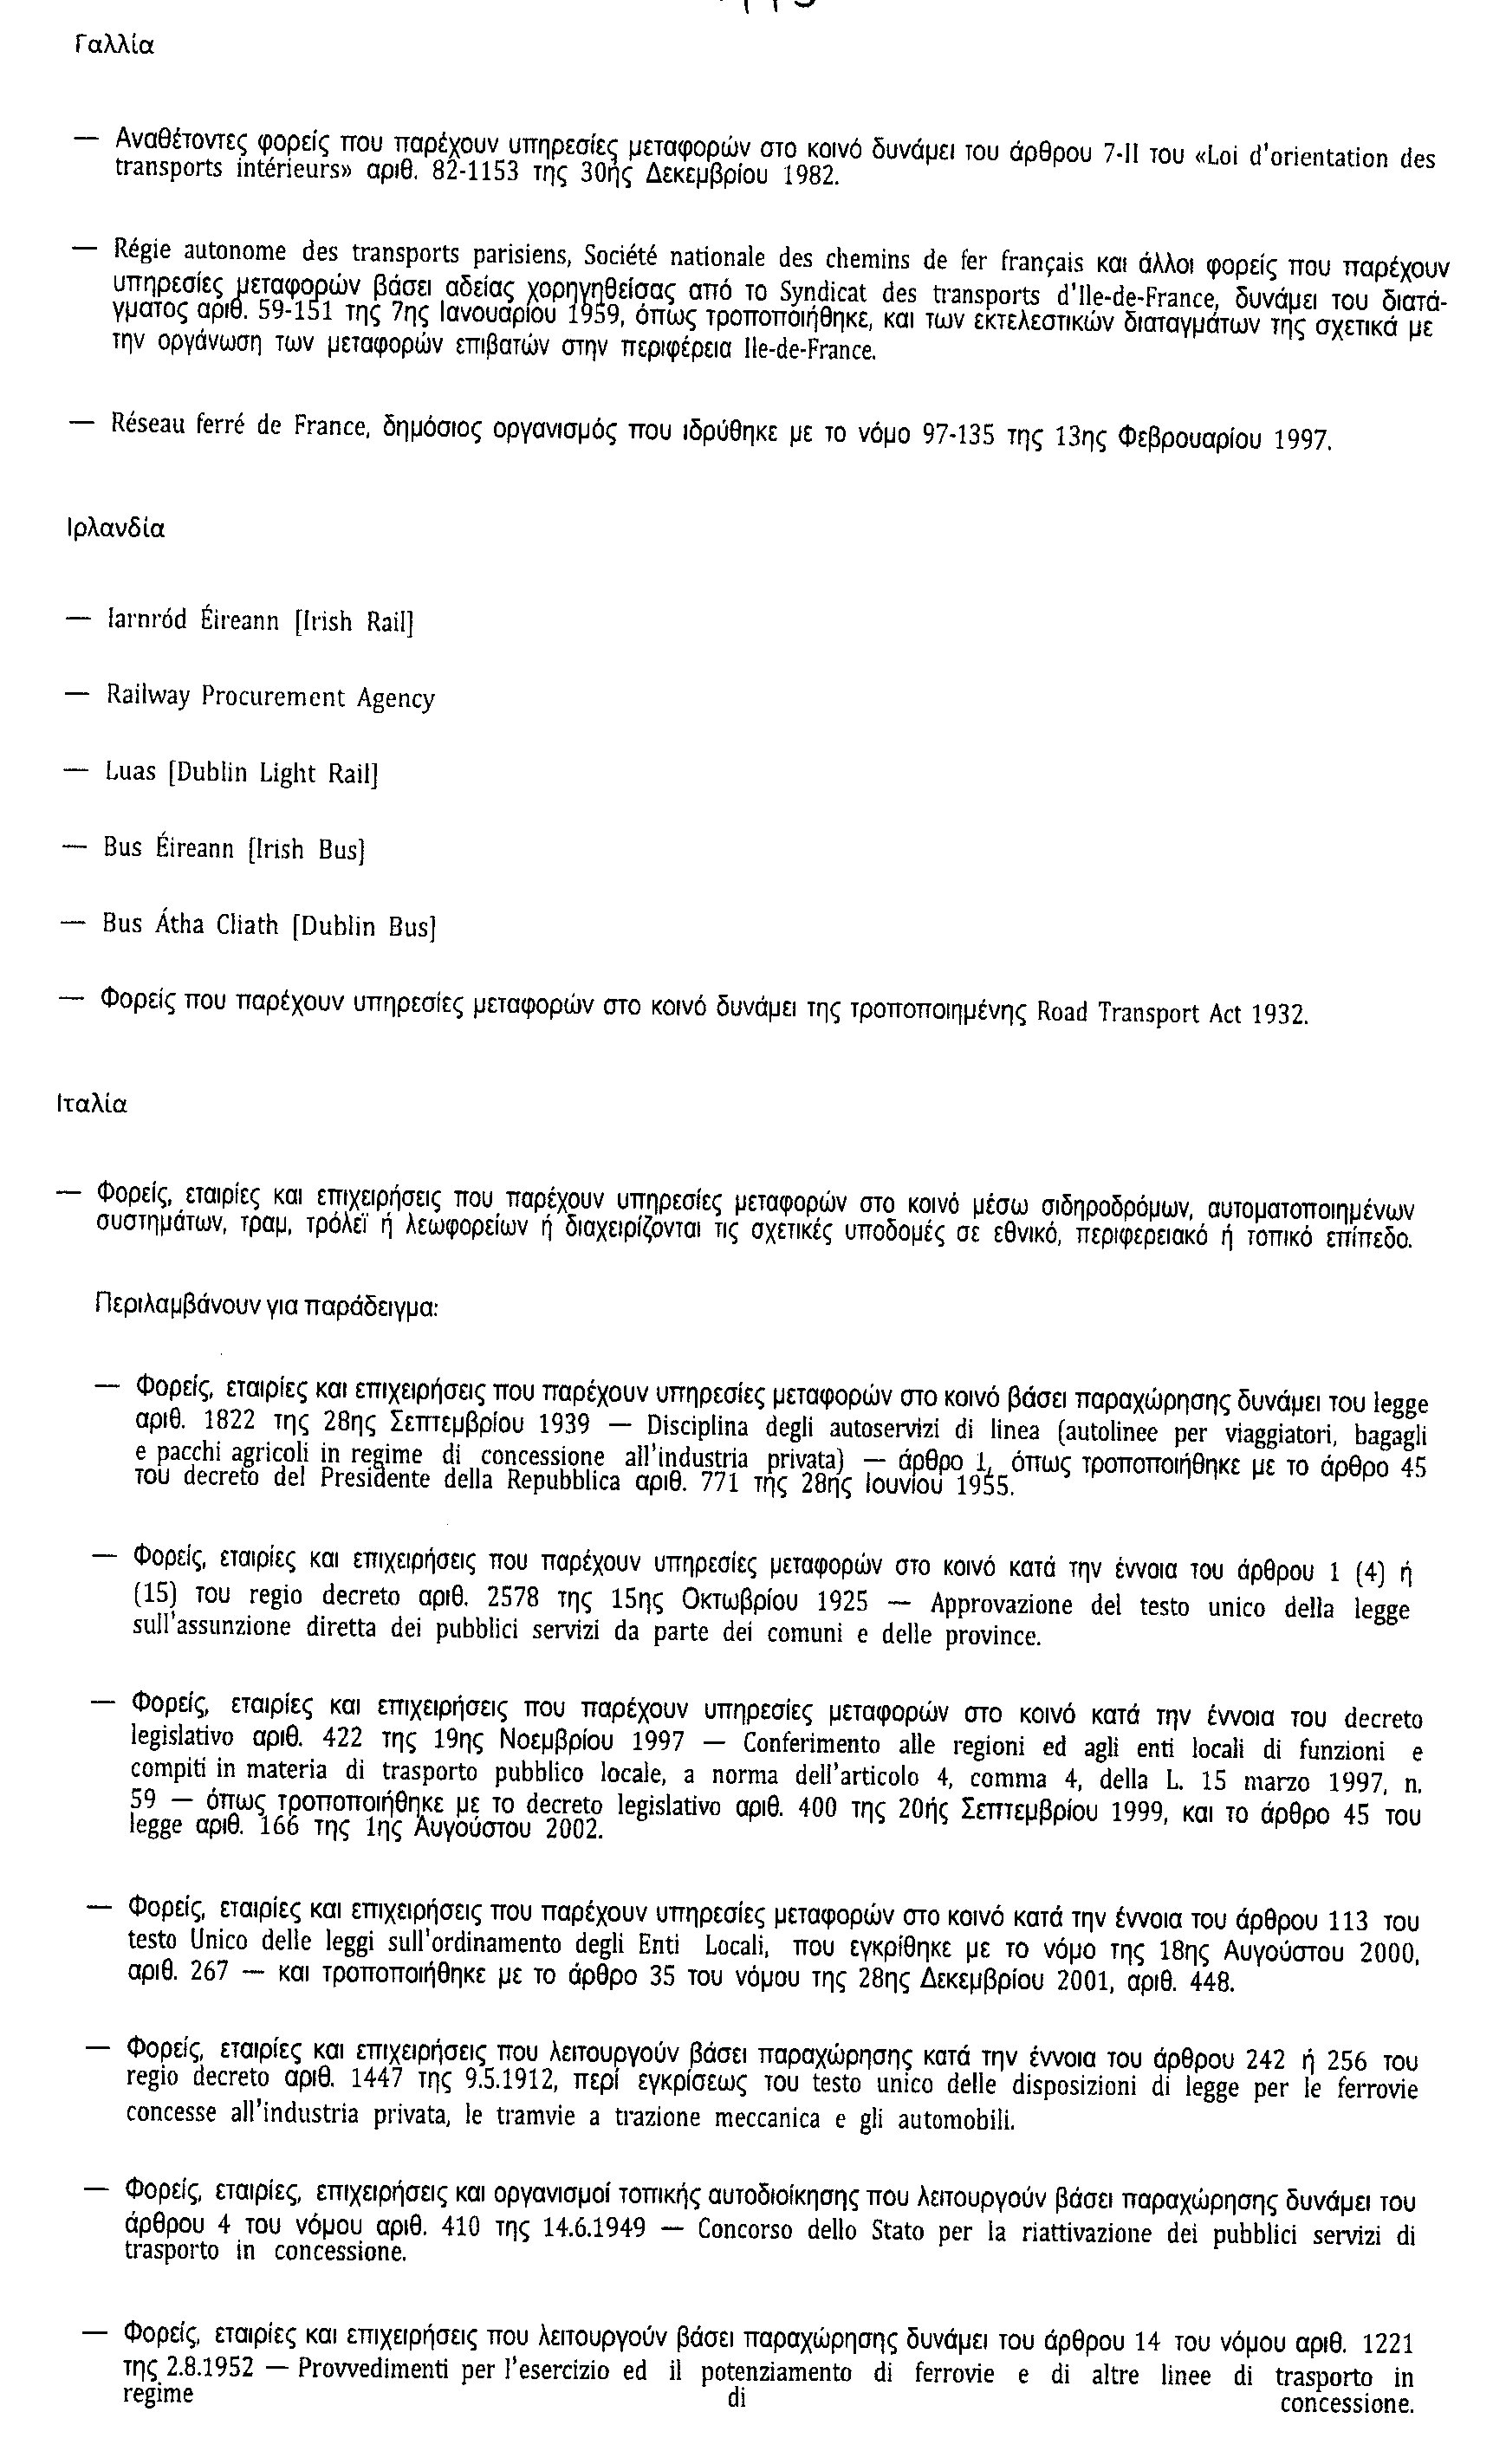 Γαλλία
— Αναθέτοντες φορείς που παρέχουν υπηρεσίες μεταφορών στο κοινό δυνάμει του άρθρου 7-II του «Loi d'orientation des
transports intérieurs» αριθ. 82-1153 της 30ής Δεκεμβρίου 1982.
— Régie autonome des transports parisiens, Société nationale des chemins de fer français και άλλοι φορείς που παρέχουν
υπηρεσίες μεταφορών βάσει αδείας χορηγηθείσας από το Syndicat des transports d'Ile-de-France, δυνάμει του διατά-
γματος αριθ. 59-151 της 7ης Ιανουαρίου 1959, όπως τροποποιήθηκε, και των εκτελεστικών διαταγμάτων της σχετικά με
την οργάνωση των μεταφορών επιβατών στην περιφέρεια Ile-de-France.
— Réseau ferré de France, δημόσιος οργανισμός που ιδρύθηκε με το νόμο 97-135 της 13ης Φεβρουαρίου 1997.
Ιρλανδία
— Iarnród Éireann [Irish Rail]
— Railway Procurement Agency
— Luas [Dublin Light Rail]
— Bus Éireann [Irish Bus]
— Bus Átha Cliath [Dublin Bus]
— Φορείς που παρέχουν υπηρεσίες μεταφορών στο κοινό δυνάμει της τροποποιημένης Road Transport Act 1932.
Ιταλία
— Φορείς, εταιρίες και επιχειρήσεις που παρέχουν υπηρεσίες μεταφορών στο κοινό μέσω σιδηροδρόμων, αυτοματοποιημένων
συστημάτων, τραμ, τρόλεϊ ή λεωφορείων ή διαχειρίζονται τις σχετικές υποδομές σε εθνικό, περιφερειακό ή τοπικό επίπεδο.
Περιλαμβάνουν για παράδειγμα:
— Φορείς, εταιρίες και επιχειρήσεις που παρέχουν υπηρεσίες μεταφορών στο κοινό βάσει παραχώρησης δυνάμει του legge
αριθ. 1822 της 28ης Σεπτεμβρίου 1939 — Disciplina degli autoservizi di linea (autolinee per viaggiatori, bagagli
e pacchi agricoli in regime di concessione all'industria privata) — άρθρο 1, όπως τροποποιήθηκε με το άρθρο 45
του decreto del Presidente della Repubblica αριθ. 771 της 28ης Ιουνίου 1955.
— Φορείς, εταιρίες και επιχειρήσεις που παρέχουν υπηρεσίες μεταφορών στο κοινό κατά την έννοια του άρθρου 1 (4) ή
(15) του regio decreto αριθ. 2578 της 15ης Οκτωβρίου 1925 — Approvazione del testo unico della legge
sull'assunzione diretta dei pubblici servizi da parte dei comuni e delle province.
— Φορείς, εταιρίες και επιχειρήσεις που παρέχουν υπηρεσίες μεταφορών στο κοινό κατά την έννοια του decreto
legislativo αριθ. 422 της 19ης Νοεμβρίου 1997 — Conferimento alle regioni ed agli enti locali di funzioni e
compiti in materia di trasporto pubblico locale, a norma dell'articolo 4, comma 4, della L. 15 marzo 1997, n.
59 — όπως τροποποιήθηκε με το decreto legislativo αριθ. 400 της 20ής Σεπτεμβρίου 1999, και το άρθρο 45 του
legge αριθ. 166 της 1ης Αυγούστου 2002.
— Φορείς, εταιρίες και επιχειρήσεις που παρέχουν υπηρεσίες μεταφορών στο κοινό κατά την έννοια του άρθρου 113 του
testo Unico delle leggi sull'ordinamento degli Enti Locali, που εγκρίθηκε με το νόμο της 18ης Αυγούστου 2000,
αριθ. 267 — και τροποποιήθηκε με το άρθρο 35 του νόμου της 28ης Δεκεμβρίου 2001, αριθ. 448.
— Φορείς, εταιρίες και επιχειρήσεις που λειτουργούν βάσει παραχώρησης κατά την έννοια του άρθρου 242 ή 256 του
regio decreto αριθ. 1447 της 9.5.1912, περί εγκρίσεως του testo unico delle disposizioni di legge per le ferrovie
concesse all'industria privata, le tramvie a trazione meccanica e gli automobili.
— Φορείς, εταιρίες, επιχειρήσεις και οργανισμοί τοπικής αυτοδιοίκησης που λειτουργούν βάσει παραχώρησης δυνάμει του
άρθρου 4 του νόμου αριθ. 410 της 14.6.1949 — Concorso dello Stato per la riattivazione dei pubblici servizi di
trasporto in concessione.
— Φορείς, εταιρίες και επιχειρήσεις που λειτουργούν βάσει παραχώρησης δυνάμει του άρθρου 14 του νόμου αριθ. 1221
της 2.8.1952 — Provvedimenti per l'esercizio ed il potenziamento di ferrovie e di altre linee di trasporto in
regime di concessione.